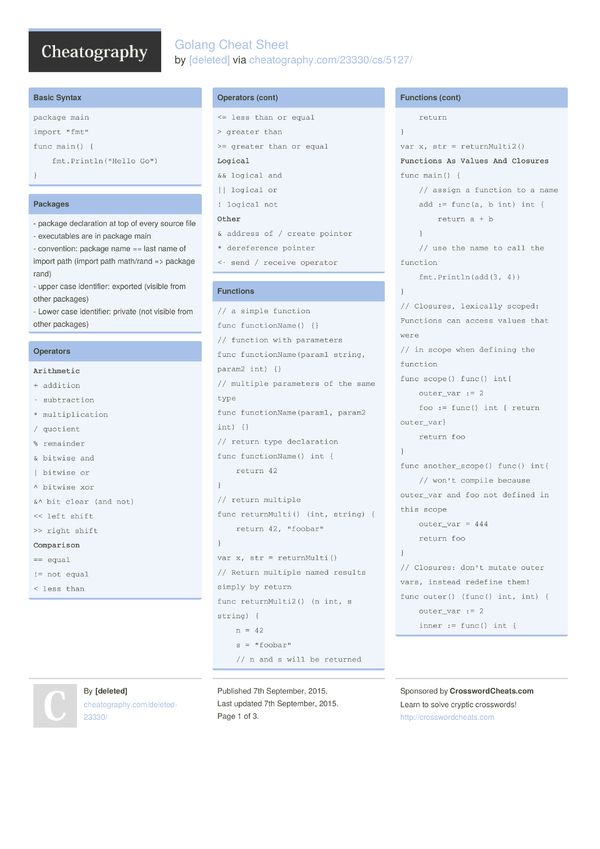 Cheatography
Golang Cheat Sheet
by [deleted] via cheatography.com/23330/cs/5127/
Basic Syntax
package main
import "fmt"
func main() {
fmt.Println("Hello Go")
}
Packages
- package declaration at top of every source file
- executables are in package main
- convention: package name == last name of
import path (import path math/rand => package
rand)
- upper case identifier: exported (visible from
other packages)
- Lower case identifier: private (not visible from
other packages)
Operators
Arithmetic
+ addition
- subtraction
* multiplication
/ quotient
% remainder
& bitwise and
| bitwise or
^ bitwise xor
&^ bit clear (and not)
<< left shift
>> right shift
Comparison
== equal
!= not equal
< less than
Operators (cont)
<= less than or equal
> greater than
>= greater than or equal
Logical
&& logical and
|| logical or
! logical not
Other
& address of / create pointer
* dereference pointer
<- send / receive operator
Functions
// a simple function
func functionName() {}
// function with parameters
func functionName(param1 string,
param2 int) {}
// multiple parameters of the same
type
func functionName(param1, param2
int) {}
// return type declaration
func functionName() int {
return 42
}
// return multiple
func returnMulti() (int, string) {
return 42, "foobar"
}
var x, str = returnMulti()
// Return multiple named results
simply by return
func returnMulti2() (n int, s
string) {
n = 42
s = "foobar"
// n and s will be returned
Functions (cont)
return
}
var x, str = returnMulti2()
Functions As Values And Closures
func main() {
// assign a function to a name
add := func(a, b int) int {
return a + b
}
// use the name to call the
function
fmt.Println(add(3, 4))
}
// Closures, lexically scoped:
Functions can access values that
were
// in scope when defining the
function
func scope() func() int{
outer_var := 2
foo := func() int { return
outer_var}
return foo
}
func another_scope() func() int{
// won't compile because
outer_var and foo not defined in
this scope
outer_var = 444
return foo
}
// Closures: don't mutate outer
vars, instead redefine them!
func outer() (func() int, int) {
outer_var := 2
inner := func() int {
C
By [deleted]
cheatography.com/deleted-
23330/
Published 7th September, 2015.
Last updated 7th September, 2015.
Page 1 of 3.
Sponsored by CrosswordCheats.com
Learn to solve cryptic crosswords!
http://crosswordcheats.com